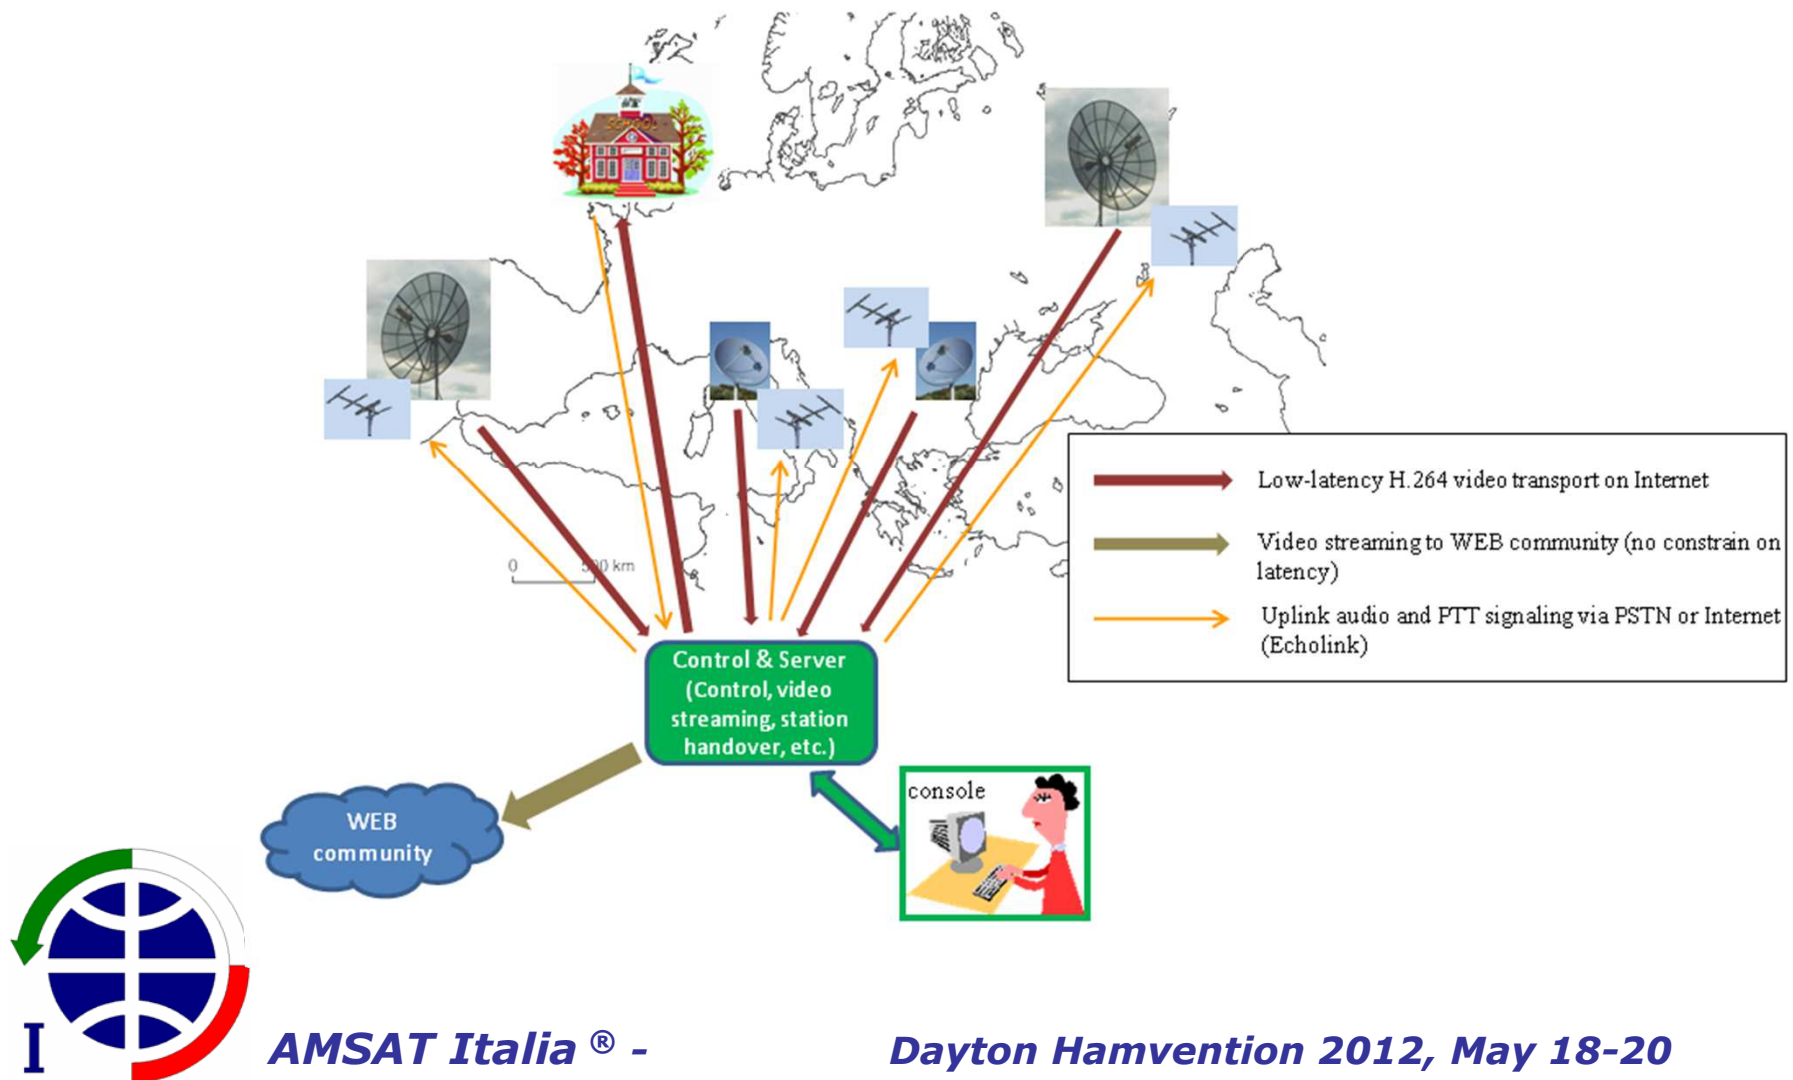 SCHOOL
0 500 km
Low-latency H.264 video transport on Internet
Video streaming to WEB community (no constrain on
latency)
Uplink audio and PTT signaling via PSTN or Internet
(Echolink)
Control & Server
(Control, video
streaming, station
handover, etc.)
console
WEB
community
I
AMSAT Italia ® -
Dayton Hamvention 2012, May 18-20